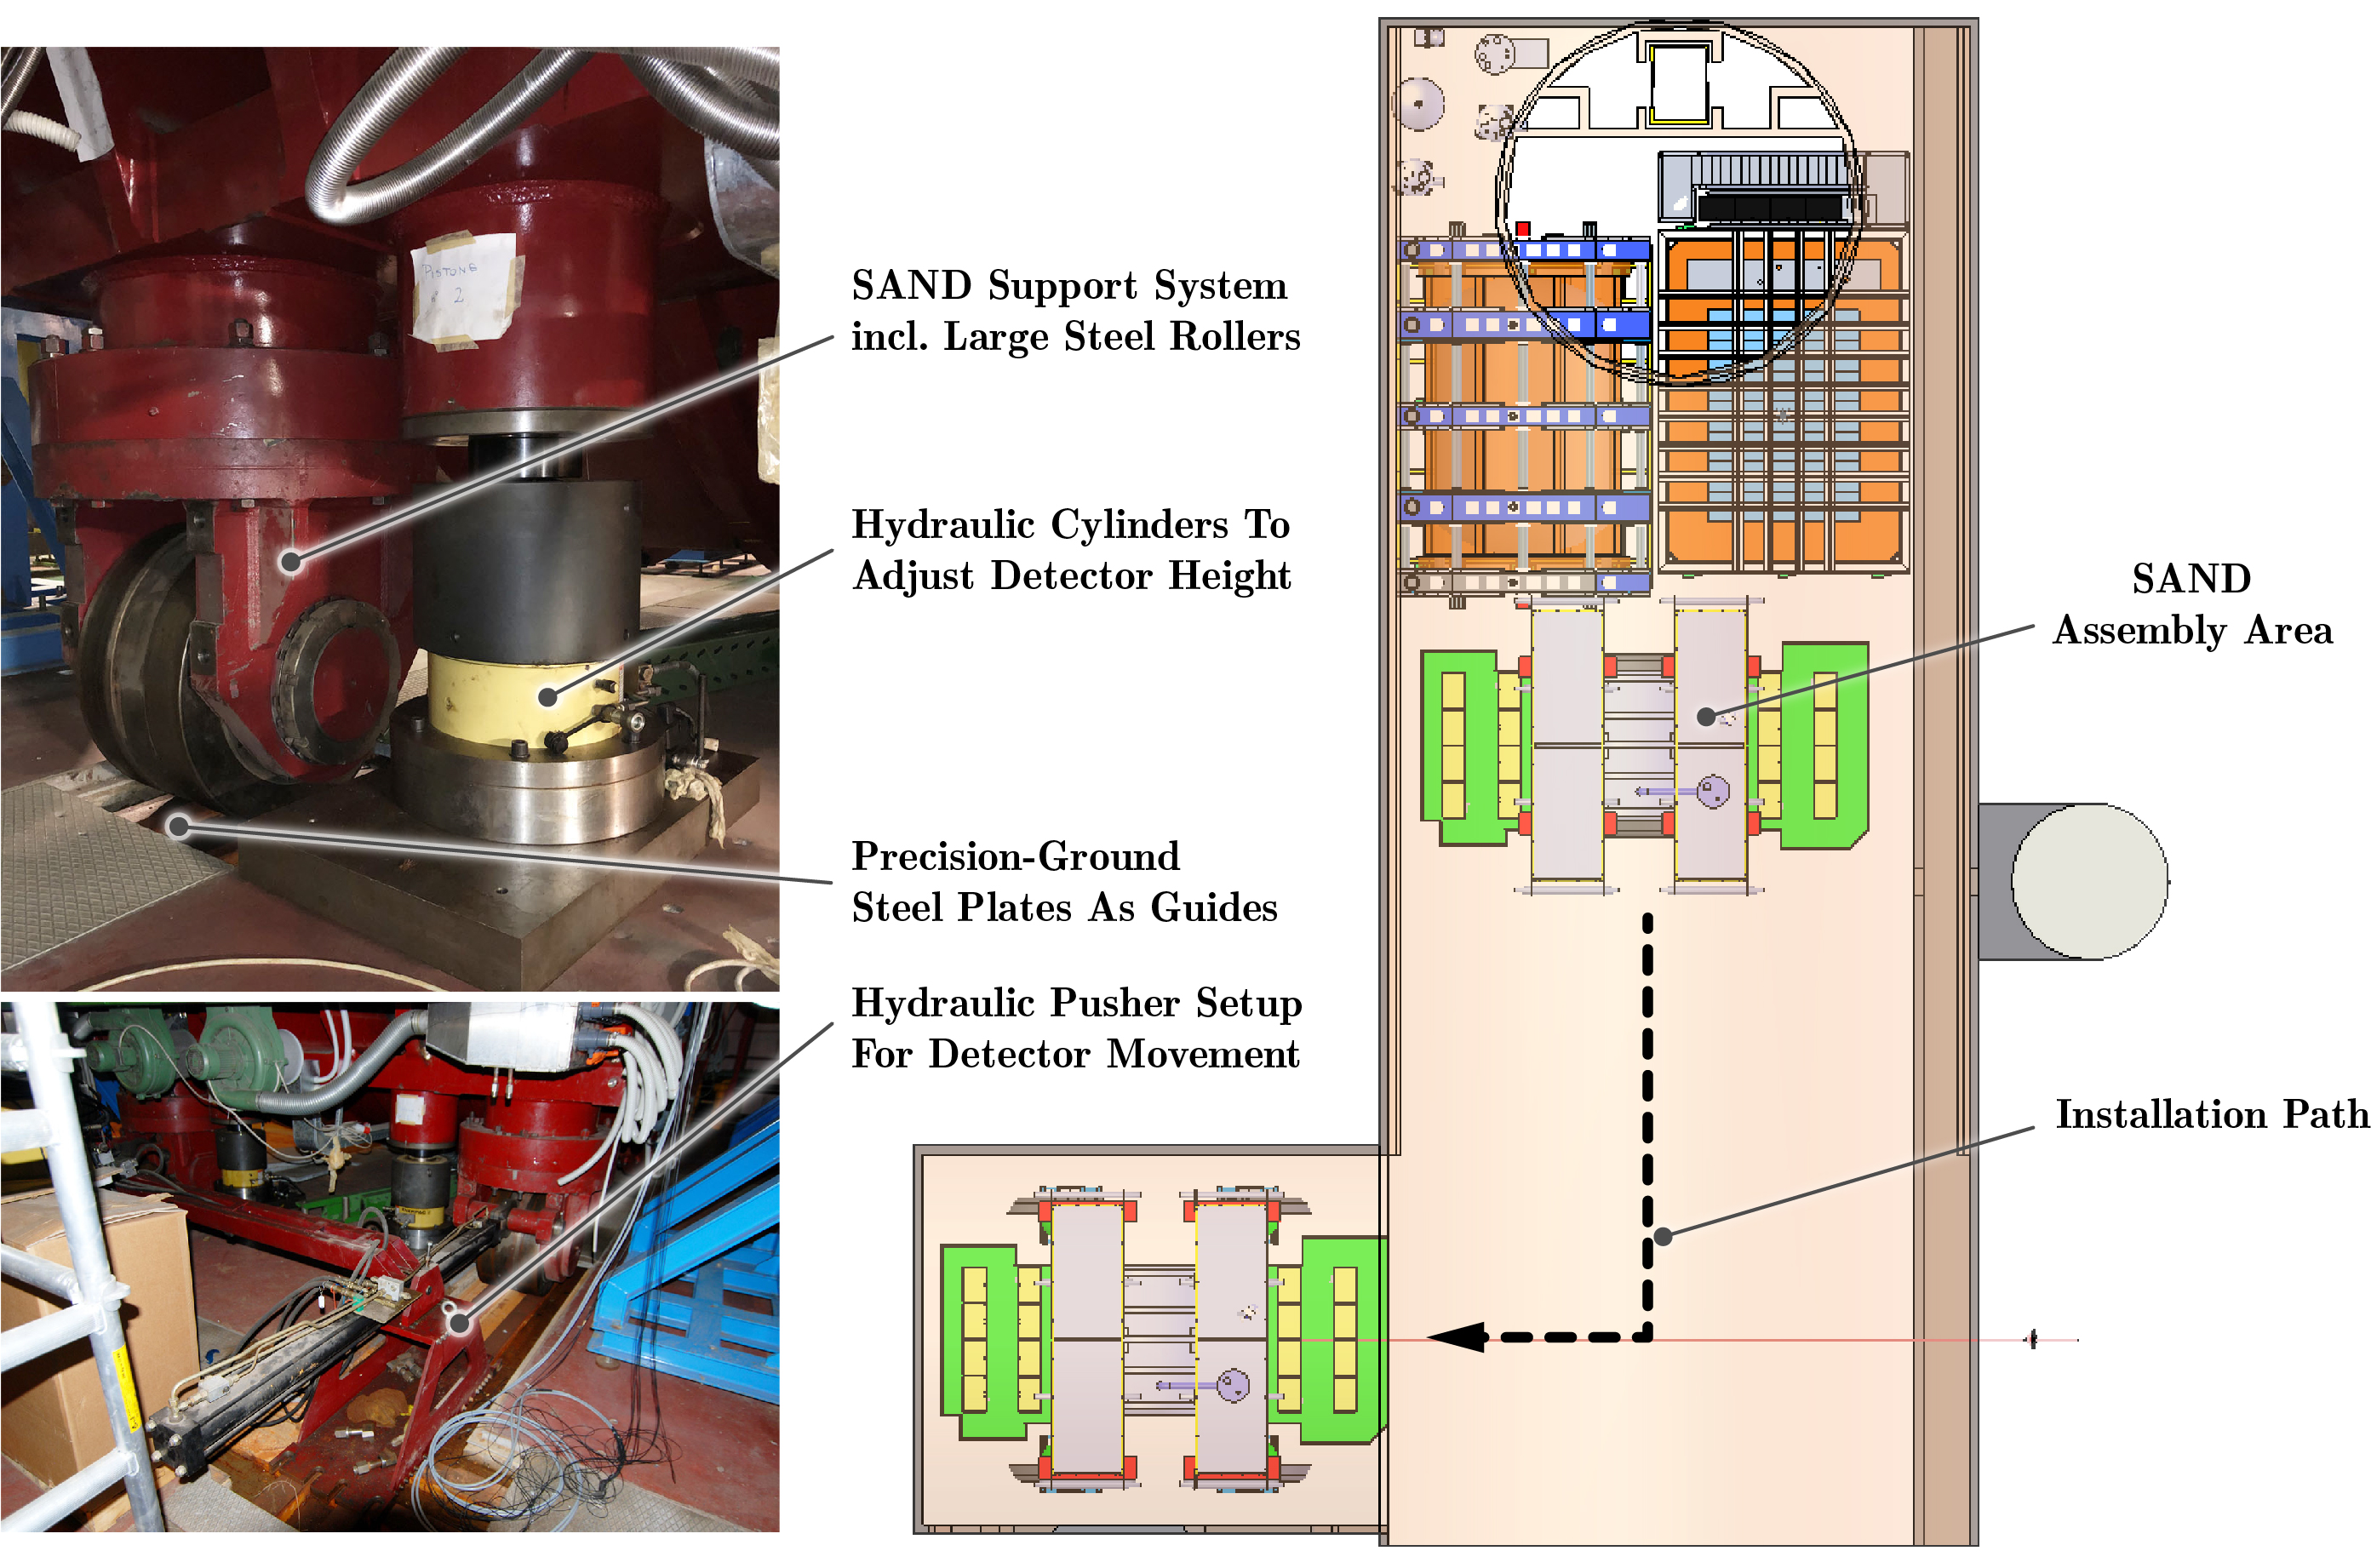 PISTONE
N° 2
SAND Support System
incl. Large Steel Rollers
Hydraulic Cylinders To
Adjust Detector Height
Precision-Ground
Steel Plates As Guides
Hydraulic Pusher Setup
For Detector Movement
SAND
Assembly Area
Installation Path